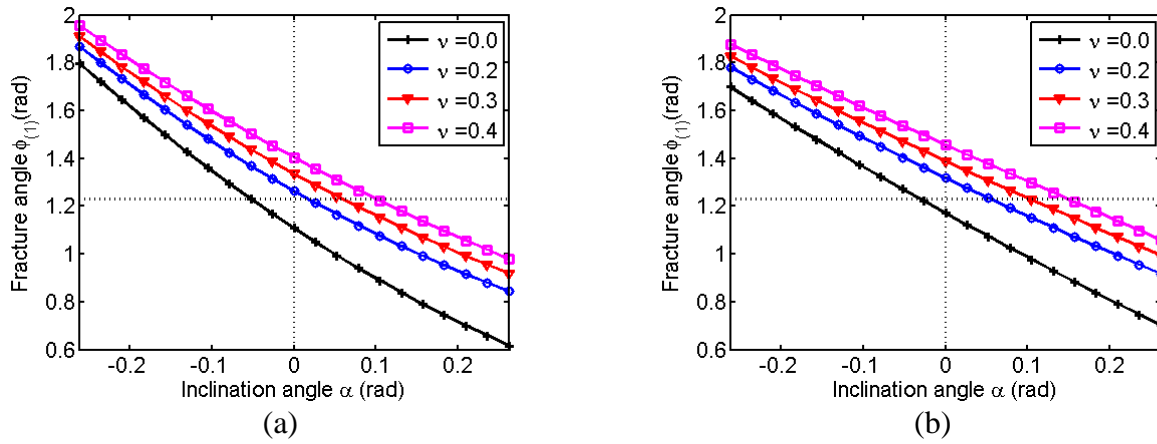 2
1.8
1.6
1.4
1.2
1
0.8
0.6
Fracture angle ϕ(1)(rad)
ν =0.0
ν =0.2
ν =0.3
ν =0.4
-0.2 -0.1 0 0.1 0.2
Inclination angle α (rad)
(a)
2
1.8
1.6
1.4
1.2
1
0.8
0.6
Fracture angle ϕ(1)(rad)
ν =0.0
ν =0.2
ν =0.3
ν =0.4
-0.2 -0.1 0 0.1 0.2
Inclination angle α (rad)
(b)